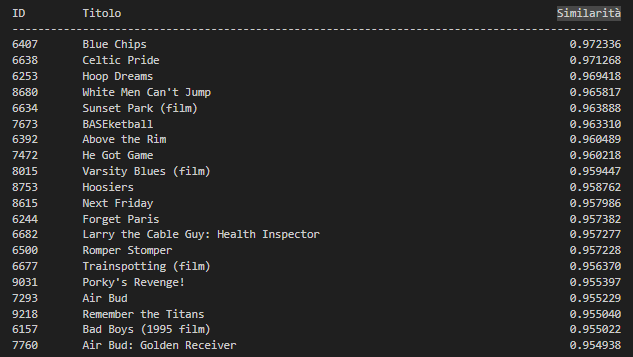 ID Titolo Similarità
--------------------------------------------------------------------------------------------
6407 Blue Chips 0.972336
6638 Celtic Pride 0.971268
6253 Hoop Dreams 0.969418
8680 White Men Can't Jump 0.965817
6634 Sunset Park (film) 0.963888
7673 BASEketball 0.963310
6392 Above the Rim 0.960489
7472 He Got Game 0.960218
8015 Varsity Blues (film) 0.959447
8753 Hoosiers 0.958762
8615 Next Friday 0.957986
6244 Forget Paris 0.957382
6682 Larry the Cable Guy: Health Inspector 0.957277
6500 Romper Stomper 0.957228
6677 Trainspotting (film) 0.956370
9031 Porky's Revenge! 0.955397
7293 Air Bud 0.955229
9218 Remember the Titans 0.955040
6157 Bad Boys (1995 film) 0.955022
7760 Air Bud: Golden Receiver 0.954938